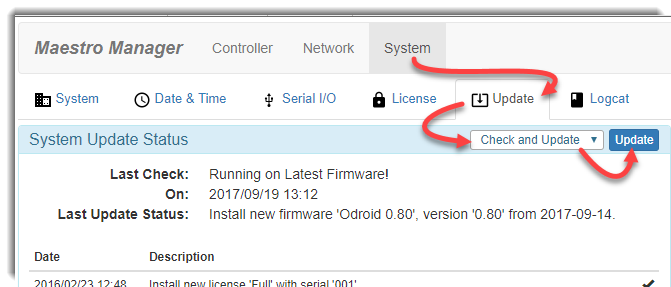 Maestro Manager Controller Network System
System Date & Time Serial I/O License Update Logcat
System Update Status Check and Update Update
Last Check: Running on Latest Firmware!
On: 2017/09/19 13:12
Last Update Status: Install new firmware 'Odroid 0.80', version '0.80' from 2017-09-14.
Date Description
2016/02/23 12:48 Install new license 'Full' with serial '001'